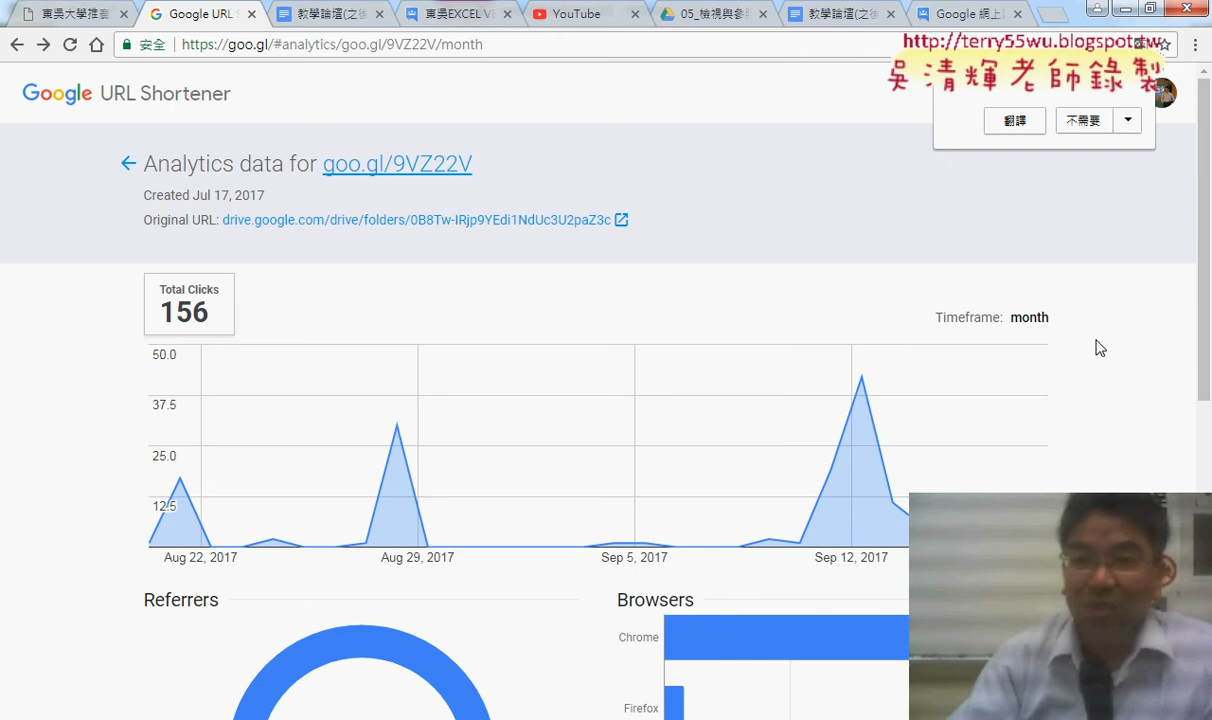 東吳大學推廣
Google URL S
教學論壇(之後
東吳EXCEL VE
YouTube
05_檢視與參照
教學論壇(之後
Google 網上論
安全
https://goo.gl/#analytics/goo.gl/9VZ22V/month
http://terry55wu.blogspot.tw
吳清輝老師錄製
Google URL Shortener
翻譯
不需要
Analytics data for goo.gl/9VZ22V
Created Jul 17, 2017
Original URL: drive.google.com/drive/folders/0B8Tw-IRjp9YEdi1NdUc3U2paZ3c
Total Clicks
156
Timeframe: month
50.0
37.5
25.0
12.5
Aug 22, 2017
Aug 29, 2017
Sep 5, 2017
Sep 12, 2017
Referrers
Browsers
Chrome
Firefox